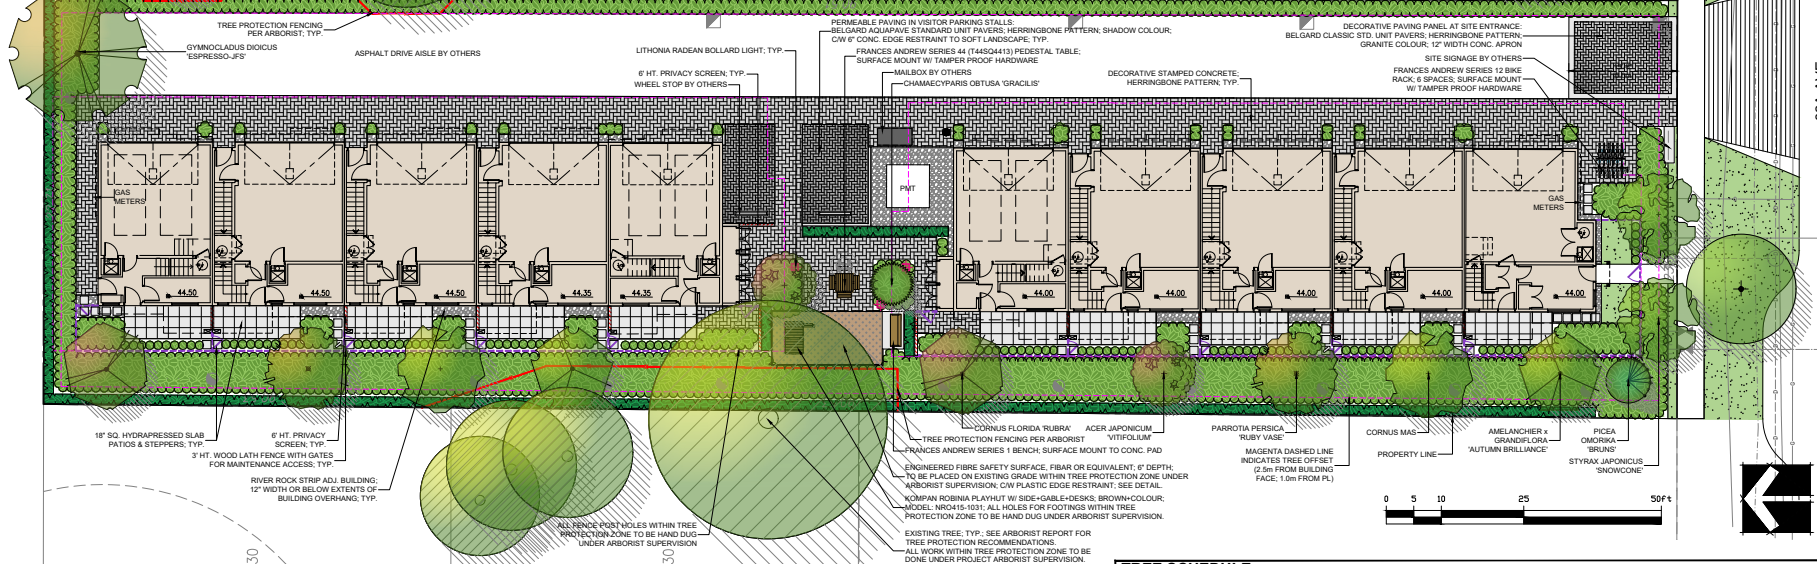 TREE PROTECTION FENCING
PER ARBORIST; TYP.
GYMNOCLADUS DIOICUS
'ESPRESSO-JFS'
ASPHALT DRIVE AISLE BY OTHERS
LITHONIA RADEAN BOLLARD LIGHT; TYP.
6' HT. PRIVACY SCREEN; TYP.
WHEEL STOP BY OTHERS
PERMEABLE PAVING IN VISITOR PARKING STALLS:
BELGARD AQUAPAVE STANDARD UNIT PAVERS; HERRINGBONE PATTERN; SHADOW COLOUR;
C/W 6" CONC. EDGE RESTRAINT TO SOFT LANDSCAPE; TYP.
FRANCES ANDREW SERIES 44 (T44SQ4413) PEDESTAL TABLE;
SURFACE MOUNT W/ TAMPER PROOF HARDWARE
MAILBOX BY OTHERS
CHAMAECYPARIS OBTUSA 'GRACILIS'
DECORATIVE STAMPED CONCRETE;
HERRINGBONE PATTERN; TYP.
DECORATIVE PAVING PANEL AT SITE ENTRANCE:
BELGARD CLASSIC STD. UNIT PAVERS; HERRINGBONE PATTERN;
GRANITE COLOUR; 12" WIDTH CONC. APRON
SITE SIGNAGE BY OTHERS
FRANCES ANDREW SERIES 12 BIKE
RACK; 6 SPACES; SURFACE MOUNT
W/ TAMPER PROOF HARDWARE
GAS
METERS
PMT
GAS
METERS
44.50
44.50
44.50
44.35
44.35
44.00
44.00
44.00
44.00
44.00
18" SQ. HYDRAPRESSED SLAB
PATIOS & STEPPERS; TYP.
6' HT. PRIVACY
SCREEN; TYP.
3' HT. WOOD LATH FENCE WITH GATES
FOR MAINTENANCE ACCESS; TYP.
RIVER ROCK STRIP ADJ. BUILDING;
12" WIDTH OR BELOW EXTENTS OF
BUILDING OVERHANG; TYP.
ALL FENCE POST HOLES WITHIN TREE
PROTECTION ZONE TO BE HAND DUG
UNDER ARBORIST SUPERVISION
CORNUS FLORIDA 'RUBRA'
TREE PROTECTION FENCING PER ARBORIST
FRANCES ANDREW SERIES 1 BENCH; SURFACE MOUNT TO CONC. PAD
ENGINEERED FIBRE SAFETY SURFACE, FIBAR OR EQUIVALENT; 6" DEPTH;
TO BE PLACED ON EXISTING GRADE WITHIN TREE PROTECTION ZONE UNDER
ARBORIST SUPERVISION; C/W PLASTIC EDGE RESTRAINT; SEE DETAIL.
KOMPAN ROBINIA PLAYHUT W/ SIDE+GABLE+DESKS; BROWN+COLOUR;
MODEL: NRO415-1031; ALL HOLES FOR FOOTINGS WITHIN TREE
PROTECTION ZONE TO BE HAND DUG UNDER ARBORIST SUPERVISION.
EXISTING TREE; TYP.; SEE ARBORIST REPORT FOR
TREE PROTECTION RECOMMENDATIONS.
ALL WORK WITHIN TREE PROTECTION ZONE TO BE
DONE UNDER PROJECT ARBORIST SUPERVISION.
ACER JAPONICUM
'VITIFOLIUM'
PARROTIA PERSICA
'RUBY VASE'
MAGENTA DASHED LINE
INDICATES TREE OFFSET
(2.5m FROM BUILDING
FACE; 1.0m FROM PL)
CORNUS MAS
PROPERTY LINE
AMELANCHIER x
GRANDIFLORA
'AUTUMN BRILLIANCE'
PICEA
OMORIKA
'BRUNS'
STYRAX JAPONICUS
'SNOWCONE'
0 5 10 25 50ft
30
30